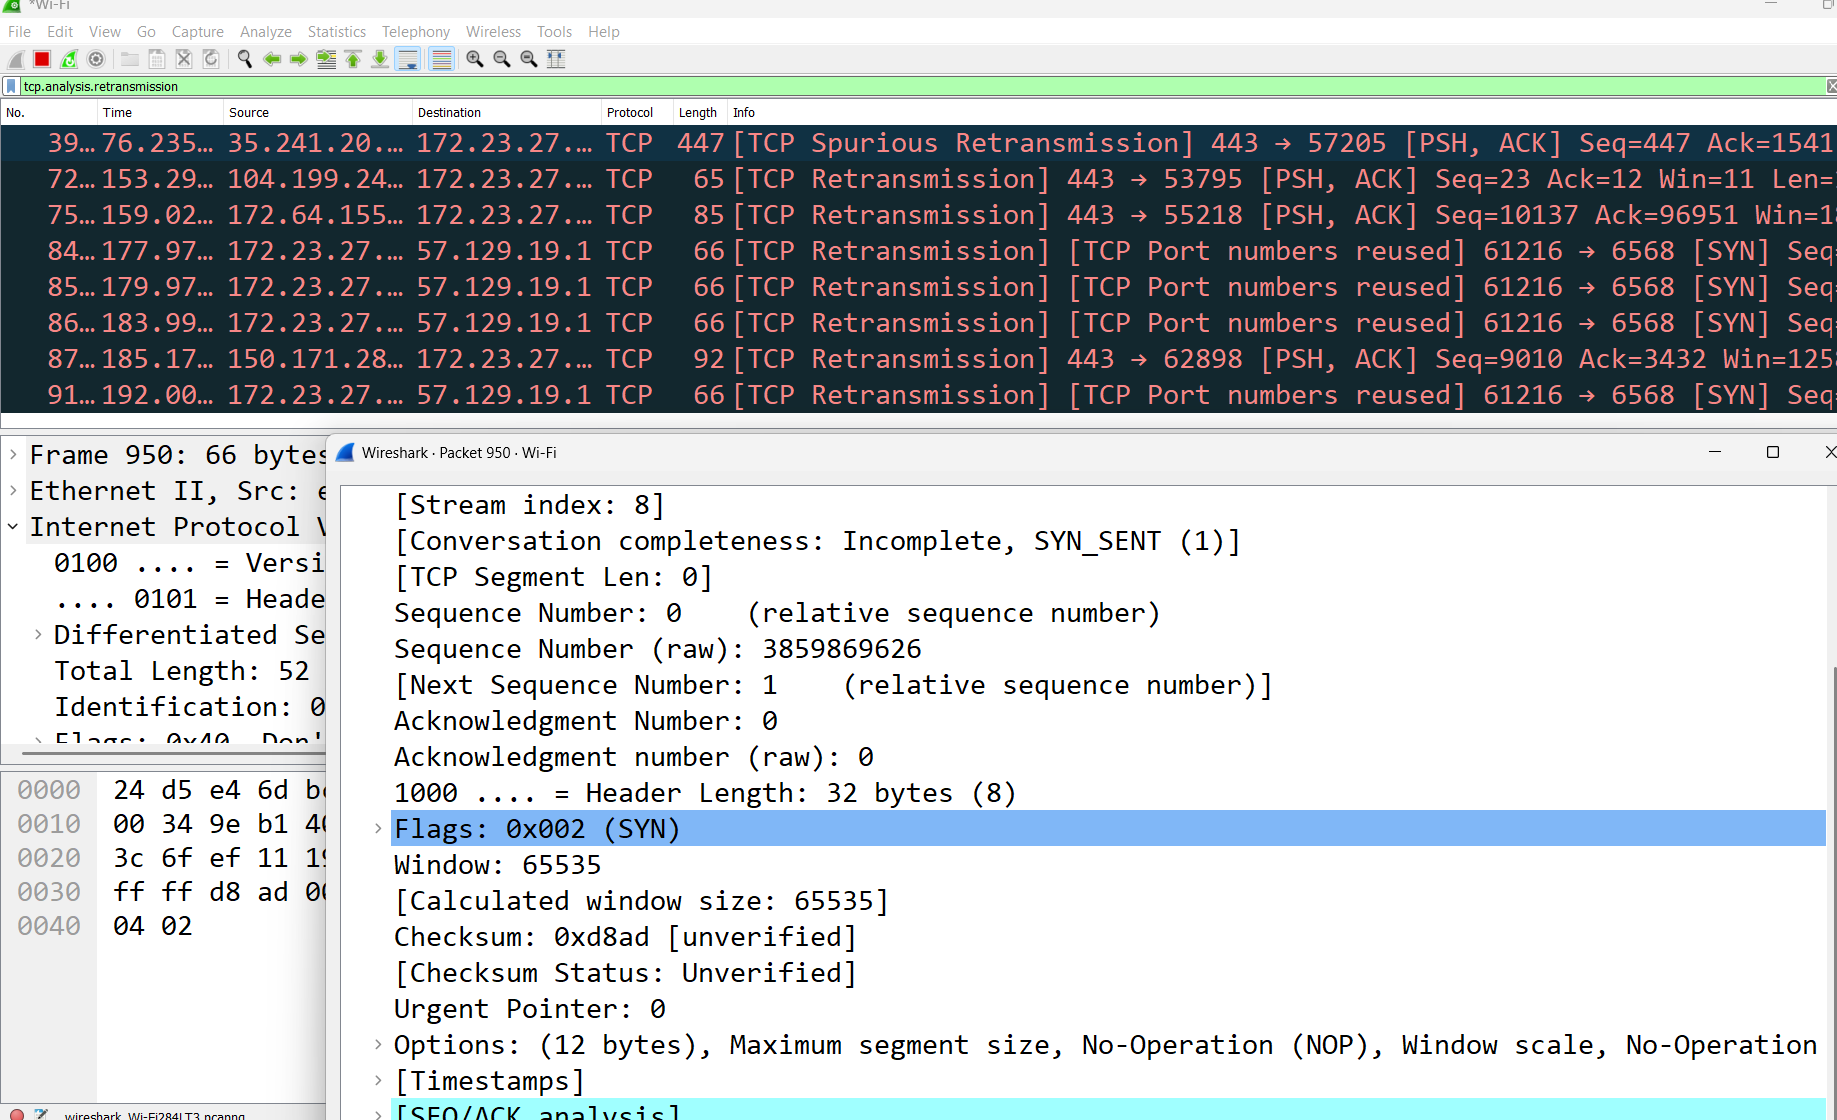 *Wi-Fi
File Edit View Go Capture Analyze Statistics Telephony Wireless Tools Help
tcp.analysis.retransmission
No. Time Source Destination Protocol Length Info
39… 76.235… 35.241.20.… 172.23.27.… TCP 447 [TCP Spurious Retransmission] 443 → 57205 [PSH, ACK] Seq=447 Ack=1541
72… 153.29… 104.199.24… 172.23.27.… TCP 65 [TCP Retransmission] 443 → 53795 [PSH, ACK] Seq=23 Ack=12 Win=11 Len=
75… 159.02… 172.64.155… 172.23.27.… TCP 85 [TCP Retransmission] 443 → 55218 [PSH, ACK] Seq=10137 Ack=96951 Win=1
84… 177.97… 172.23.27.… 57.129.19.1 TCP 66 [TCP Retransmission] [TCP Port numbers reused] 61216 → 6568 [SYN] Seq
85… 179.97… 172.23.27.… 57.129.19.1 TCP 66 [TCP Retransmission] [TCP Port numbers reused] 61216 → 6568 [SYN] Seq
86… 183.99… 172.23.27.… 57.129.19.1 TCP 66 [TCP Retransmission] [TCP Port numbers reused] 61216 → 6568 [SYN] Seq
87… 185.17… 150.171.28… 172.23.27.… TCP 92 [TCP Retransmission] 443 → 62898 [PSH, ACK] Seq=9010 Ack=3432 Win=125
91… 192.00… 172.23.27.… 57.129.19.1 TCP 66 [TCP Retransmission] [TCP Port numbers reused] 61216 → 6568 [SYN] Seq
Frame 950: 66 bytes
Ethernet II, Src: e
Internet Protocol V
0100 .... = Versi
.... 0101 = Heade
Differentiated Se
Total Length: 52
Identification: 0
Flags: 0x40, Don'
0000 24 d5 e4 6d b
0010 00 34 9e b1 40
0020 3c 6f ef 11 19
0030 ff ff d8 ad 00
0040 04 02
wireshark_Wi-Fi284LT3.pcapng
Wireshark · Packet 950 · Wi-Fi
[Stream index: 8]
[Conversation completeness: Incomplete, SYN_SENT (1)]
[TCP Segment Len: 0]
Sequence Number: 0 (relative sequence number)
Sequence Number (raw): 3859869626
[Next Sequence Number: 1 (relative sequence number)]
Acknowledgment Number: 0
Acknowledgment number (raw): 0
1000 .... = Header Length: 32 bytes (8)
Flags: 0x002 (SYN)
Window: 65535
[Calculated window size: 65535]
Checksum: 0xd8ad [unverified]
[Checksum Status: Unverified]
Urgent Pointer: 0
Options: (12 bytes), Maximum segment size, No-Operation (NOP), Window scale, No-Operation
[Timestamps]
[SEQ/ACK analysis]